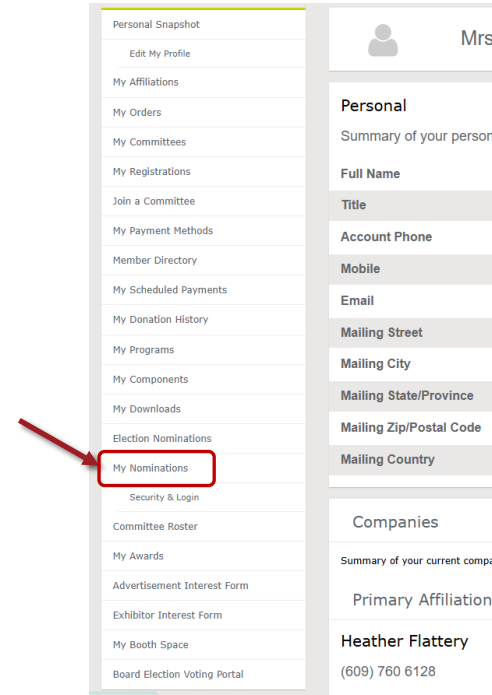 Personal Snapshot
Edit My Profile
My Affiliations
My Orders
My Committees
My Registrations
Join a Committee
My Payment Methods
Member Directory
My Scheduled Payments
My Donation History
My Programs
My Components
My Downloads
Election Nominations
My Nominations
Security & Login
Committee Roster
My Awards
Advertisement Interest Form
Exhibitor Interest Form
My Booth Space
Board Election Voting Portal
Mrs
Personal
Summary of your person
Full Name
Title
Account Phone
Mobile
Email
Mailing Street
Mailing City
Mailing State/Province
Mailing Zip/Postal Code
Mailing Country
Companies
Summary of your current compa
Primary Affiliation
Heather Flattery
(609) 760 6128